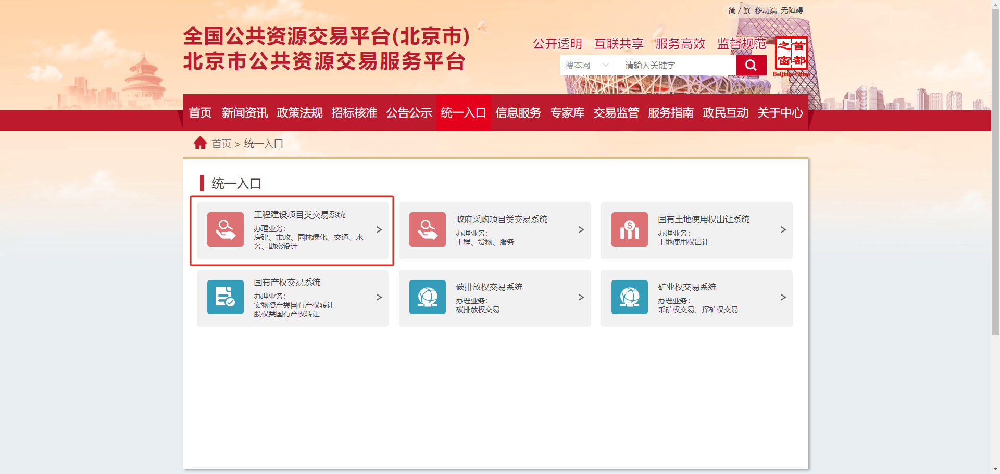 简 / 繁 移动端 无障碍
全国公共资源交易平台(北京市)
北京市公共资源交易服务平台
公开透明 互联共享 服务高效 监督规范
搜本网 请输入关键字
首都之窗
Beijing-China
首页 新闻资讯 政策法规 招标核准 公告公示 统一入口 信息服务 专家库 交易监管 服务指南 政民互动 关于中心
首页 > 统一入口
统一入口
工程建设项目类交易系统
办理业务:
房建、市政、园林绿化、交通、水
务、勘察设计
>
政府采购项目类交易系统
办理业务:
工程、货物、服务
>
国有土地使用权出让系统
办理业务:
土地使用权出让
>
国有产权交易系统
办理业务:
实物资产类国有产权转让
股权类国有产权转让
>
碳排放权交易系统
办理业务:
碳排放权交易
>
矿业权交易系统
办理业务:
采矿权交易、探矿权交易
>